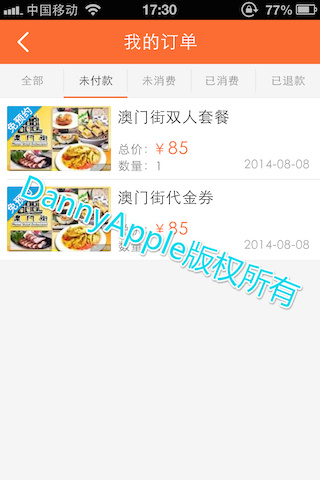 中国移动 17:30 77%
我的订单
全部 未付款 未消费 已消费 已退款
免预约
澳门街双人套餐
总价：¥85
数量：1 2014-08-08
澳门街代金券
¥85
数量 2014-08-08
DannyApple版权所有